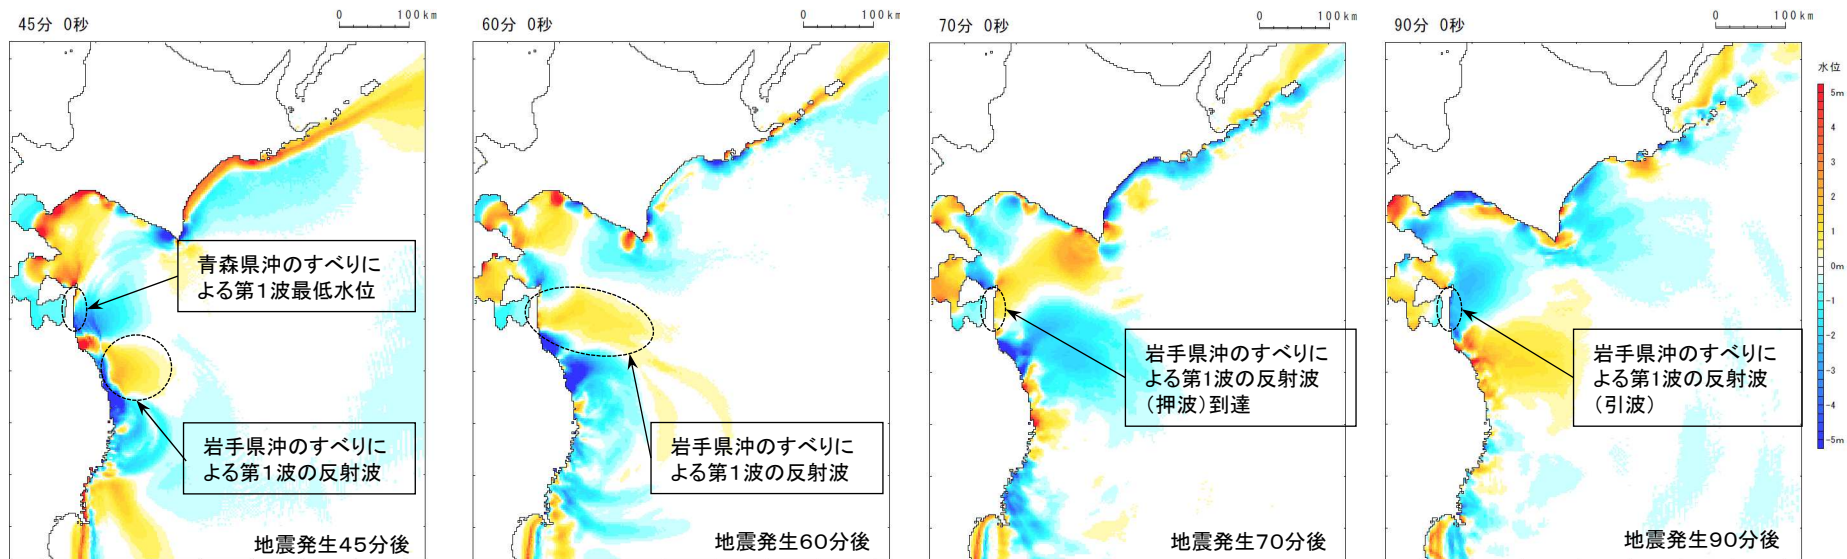 45分 0秒
0 100km
青森県沖のすべりに
よる第1波最低水位
岩手県沖のすべりに
よる第1波の反射波
地震発生45分後
60分 0秒
0 100km
岩手県沖のすべりに
よる第1波の反射波
地震発生60分後
70分 0秒
0 100km
岩手県沖のすべりに
よる第1波の反射波
（押波）到達
地震発生70分後
90分 0秒
0 100km
岩手県沖のすべりに
よる第1波の反射波
（引波）
地震発生90分後
水位
5m
4
3
2
1
0m
-1
-2
-3
-4
-5m